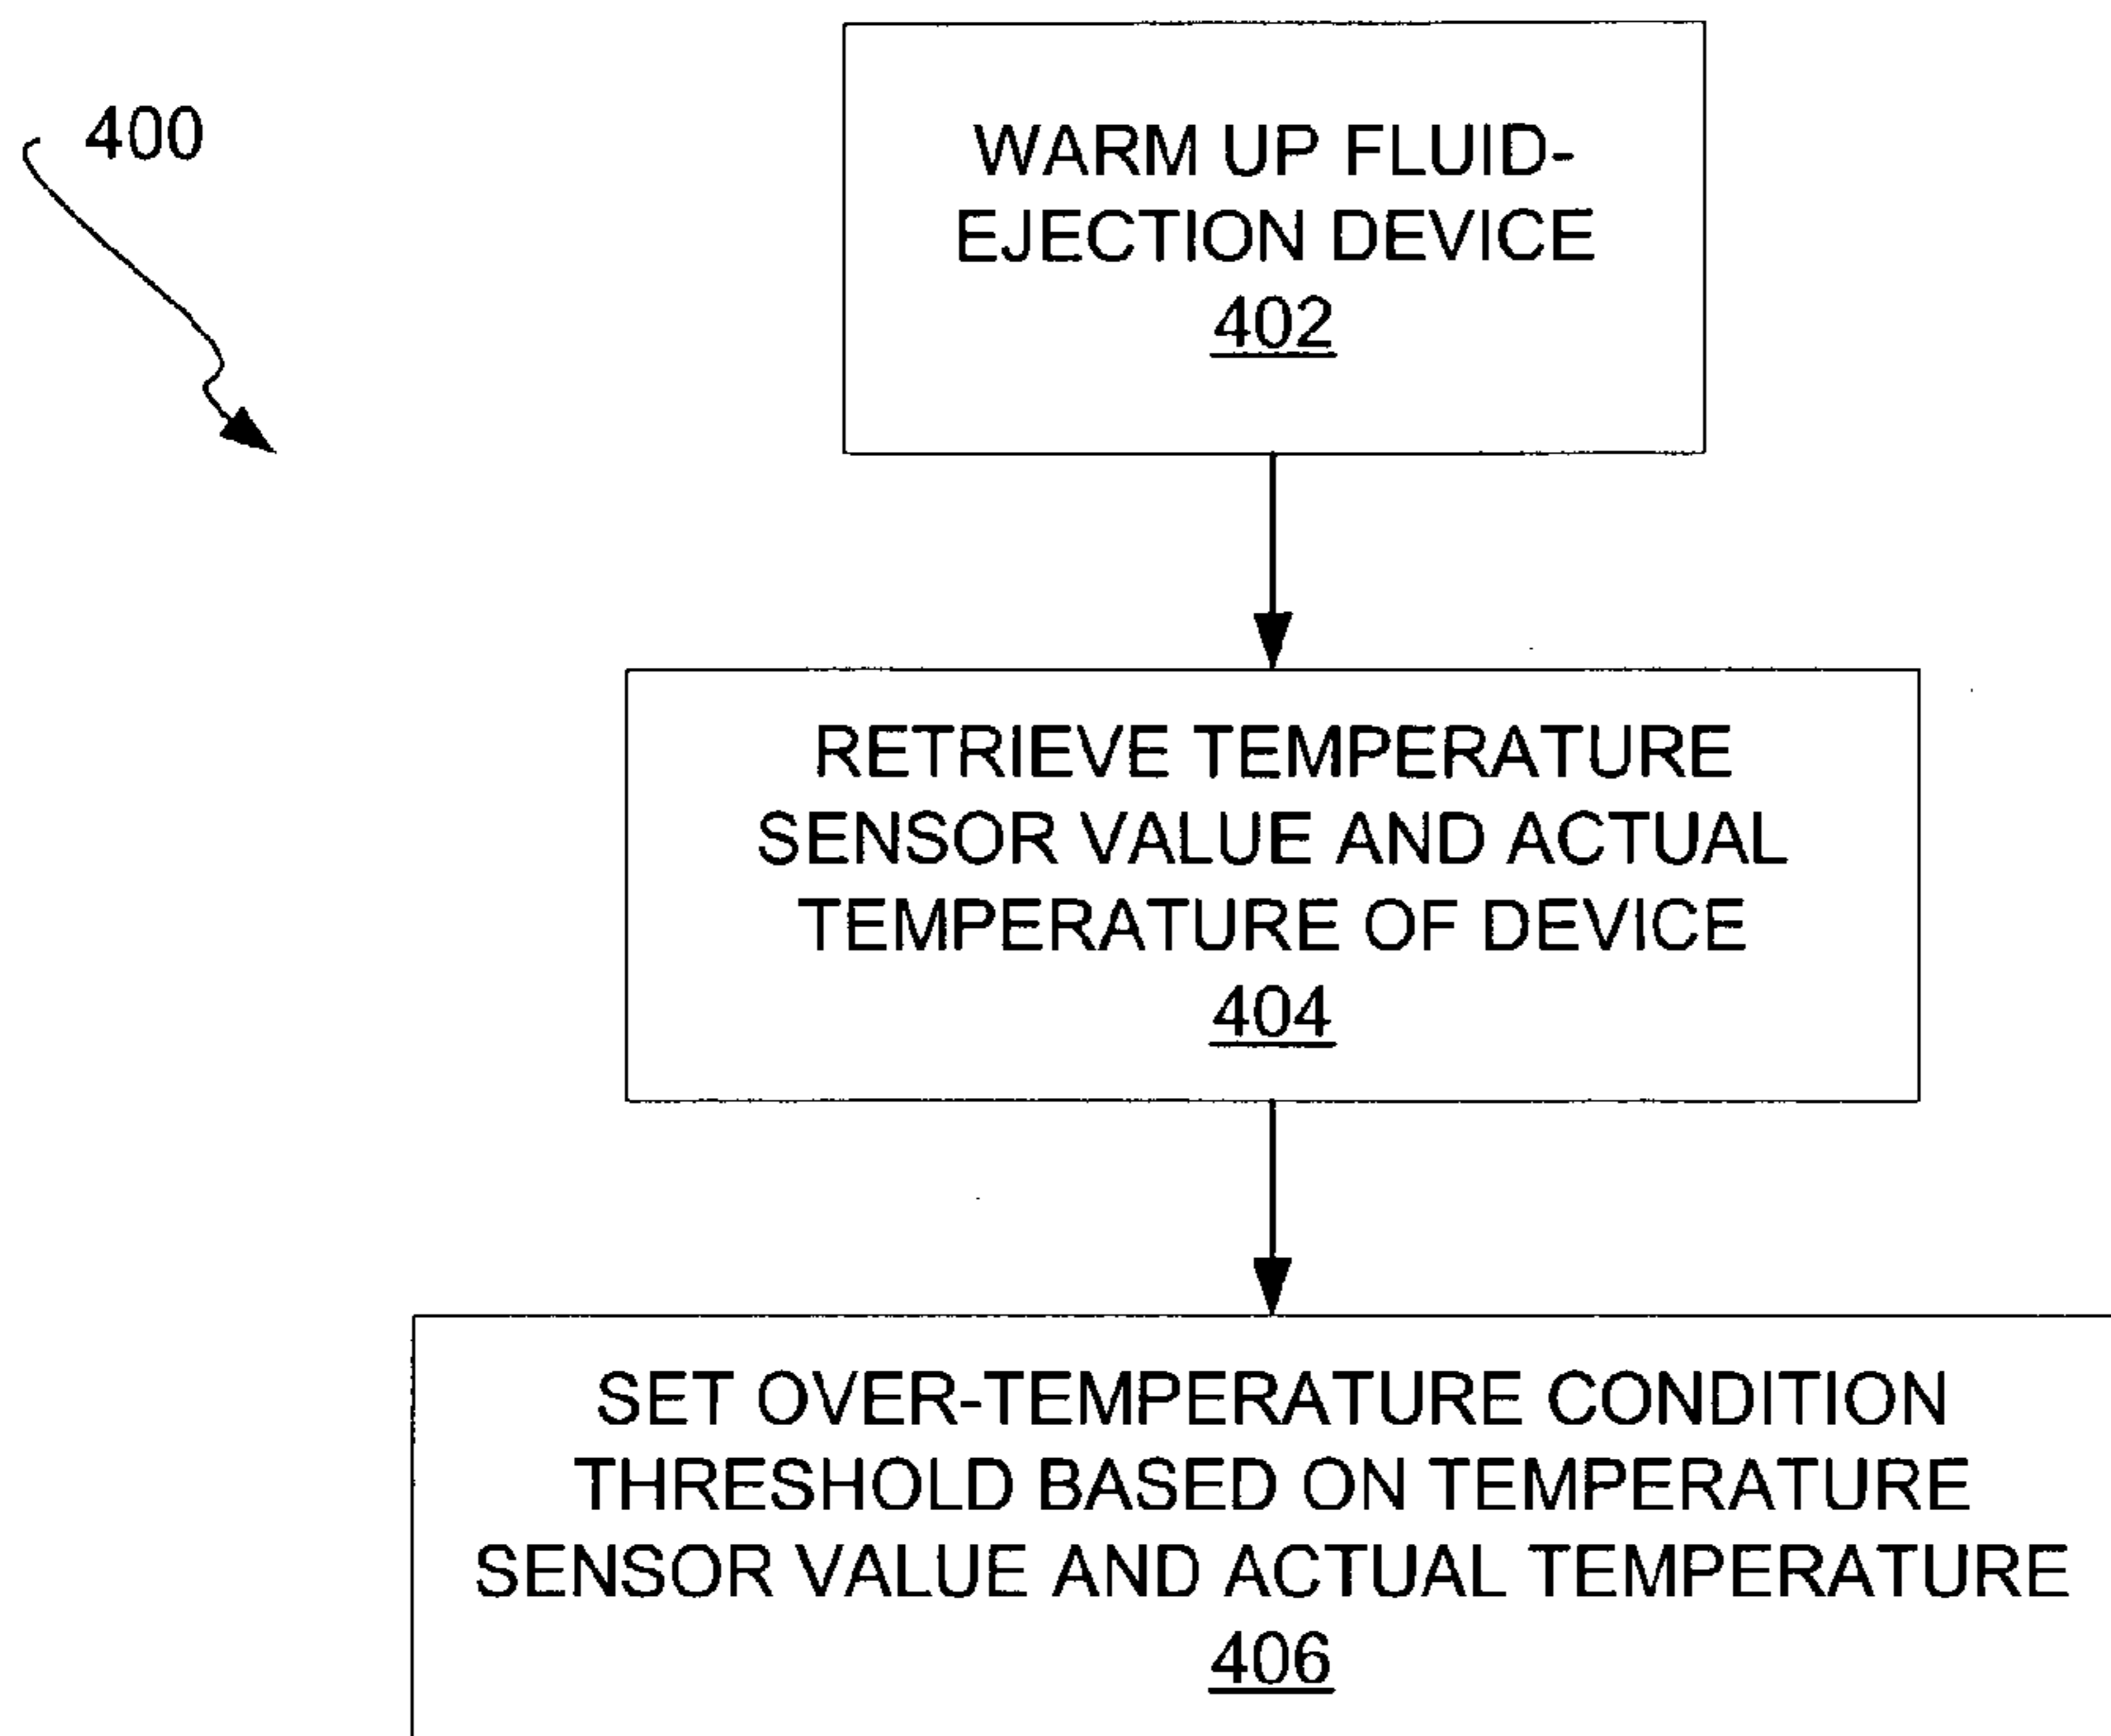 400
WARM UP FLUID-
EJECTION DEVICE
402
RETRIEVE TEMPERATURE
SENSOR VALUE AND ACTUAL
TEMPERATURE OF DEVICE
404
SET OVER-TEMPERATURE CONDITION
THRESHOLD BASED ON TEMPERATURE
SENSOR VALUE AND ACTUAL TEMPERATURE
406